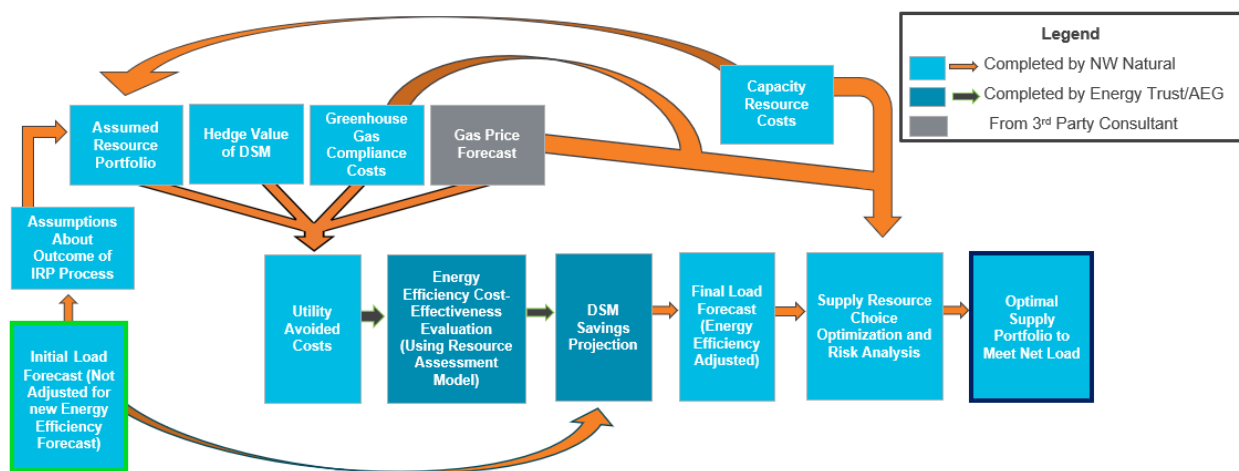 Legend
Completed by NW Natural
Completed by Energy Trust/AEG
From 3rd Party Consultant
Capacity
Resource
Costs
Assumed
Resource
Portfolio
Hedge Value
of DSM
Greenhouse
Gas
Compliance
Costs
Gas Price
Forecast
Assumptions
About
Outcome of
IRP Process
Initial Load
Forecast (Not
Adjusted for
new Energy
Efficiency
Forecast)
Utility
Avoided
Costs
Energy
Efficiency Cost-
Effectiveness
Evaluation
(Using Resource
Assessment
Model)
DSM
Savings
Projection
Final Load
Forecast
(Energy
Efficiency
Adjusted)
Supply Resource
Choice
Optimization and
Risk Analysis
Optimal
Supply
Portfolio to
Meet Net Load